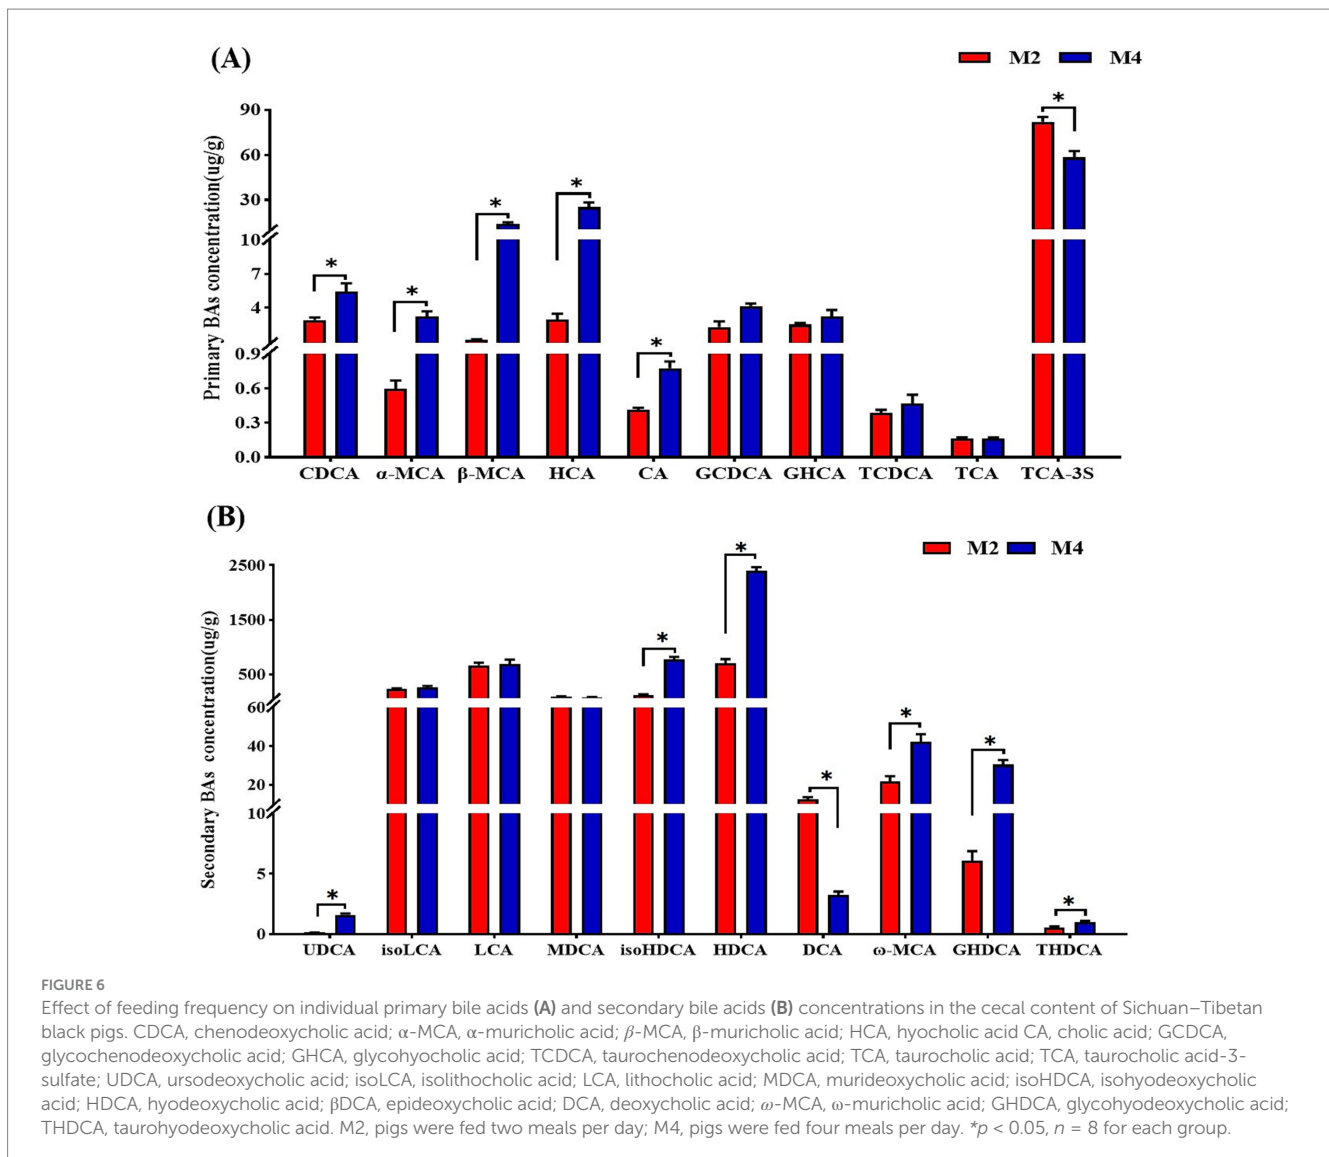 (A)
M2 M4
Primary BAs concentration(ug/g)
90
60
30
10
7
4
0.9
0.6
0.3
0.0
*
*
*
*
*
*
CDCA α-MCA β-MCA HCA CA GCDCA GHCA TCDCA TCA TCA-3S
(B)
M2 M4
Secondary BAs concentration(ug/g)
2500
1500
500
60
40
20
10
5
0
*
*
*
*
*
*
*
UDCA isoLCA LCA MDCA isoHDCA HDCA DCA ω-MCA GHDCA THDCA
FIGURE 6
Effect of feeding frequency on individual primary bile acids (A) and secondary bile acids (B) concentrations in the cecal content of Sichuan–Tibetan
black pigs. CDCA, chenodeoxycholic acid; α-MCA, α-muricholic acid; β-MCA, β-muricholic acid; HCA, hyocholic acid CA, cholic acid; GCDCA,
glycochenodeoxycholic acid; GHCA, glycohyocholic acid; TCDCA, taurochenodeoxycholic acid; TCA, taurocholic acid; TCA, taurocholic acid-3-
sulfate; UDCA, ursodeoxycholic acid; isoLCA, isolithocholic acid; LCA, lithocholic acid; MDCA, murideoxycholic acid; isoHDCA, isohyodeoxycholic
acid; HDCA, hyodeoxycholic acid; βDCA, epideoxycholic acid; DCA, deoxycholic acid; ω-MCA, ω-muricholic acid; GHDCA, glycohyodeoxycholic acid;
THDCA, taurohyodeoxycholic acid. M2, pigs were fed two meals per day; M4, pigs were fed four meals per day. *p < 0.05, n = 8 for each group.